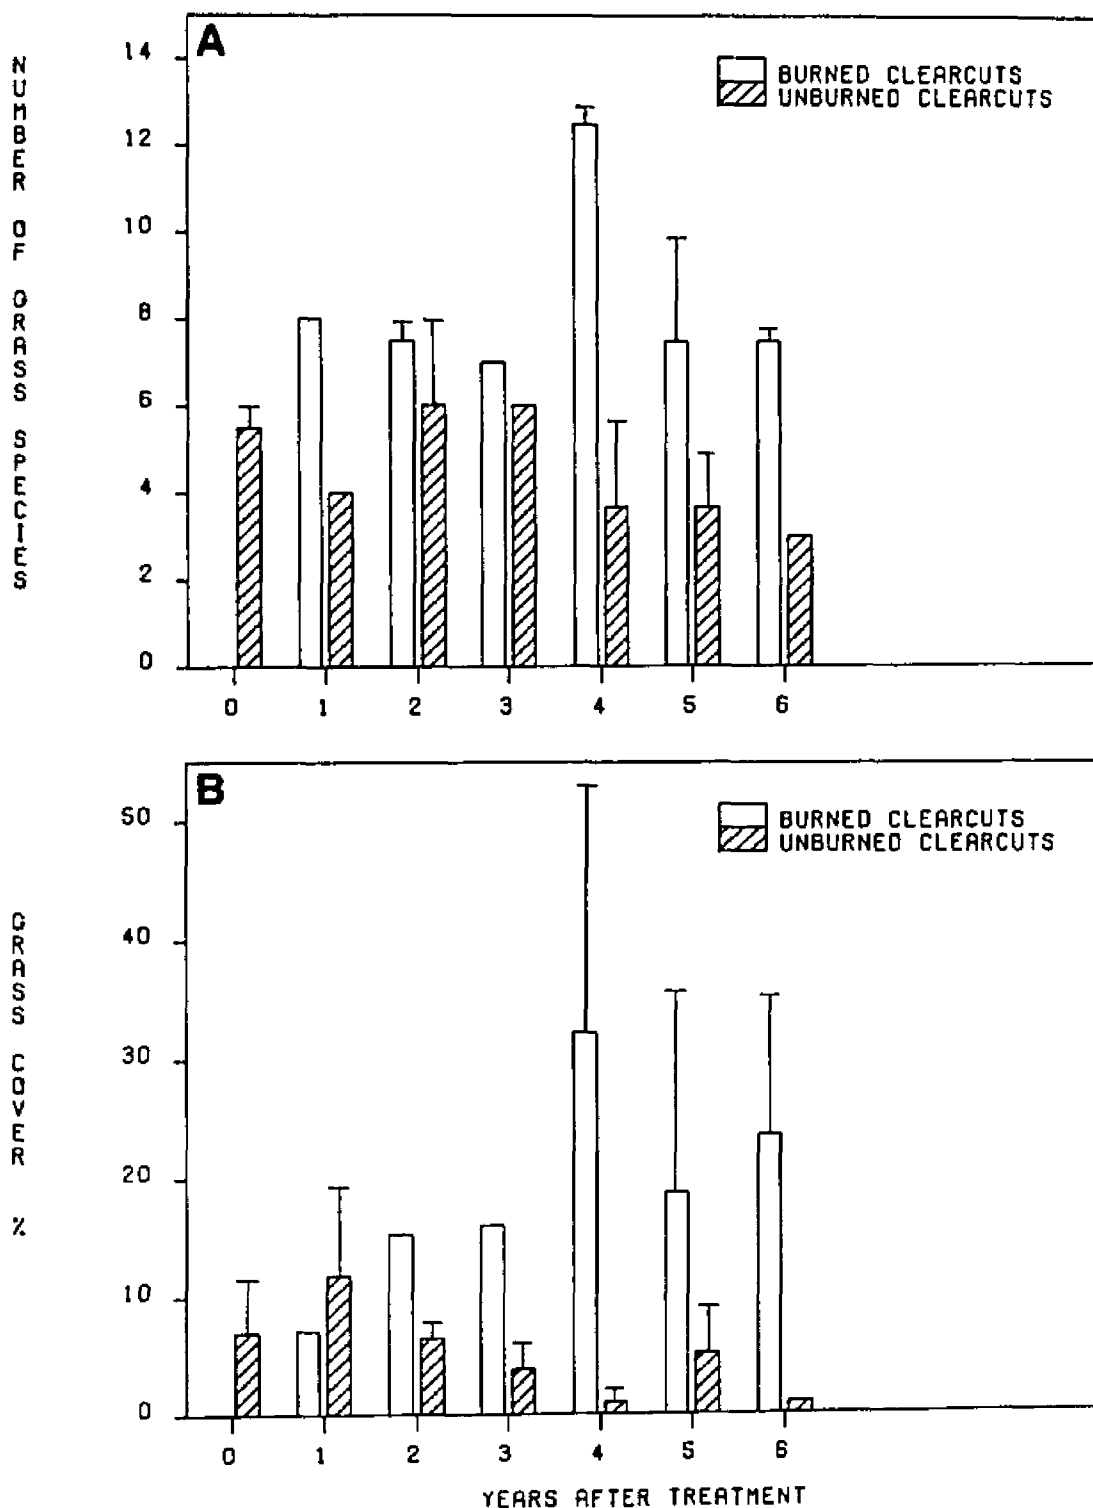 A
NUMBER OF GRASS SPECIES
14
12
10
8
6
4
2
0
BURNED CLEARCUTS
UNBURNED CLEARCUTS
0 1 2 3 4 5 6
B
GRASS COVER %
50
40
30
20
10
0
BURNED CLEARCUTS
UNBURNED CLEARCUTS
0 1 2 3 4 5 6
YEARS AFTER TREATMENT